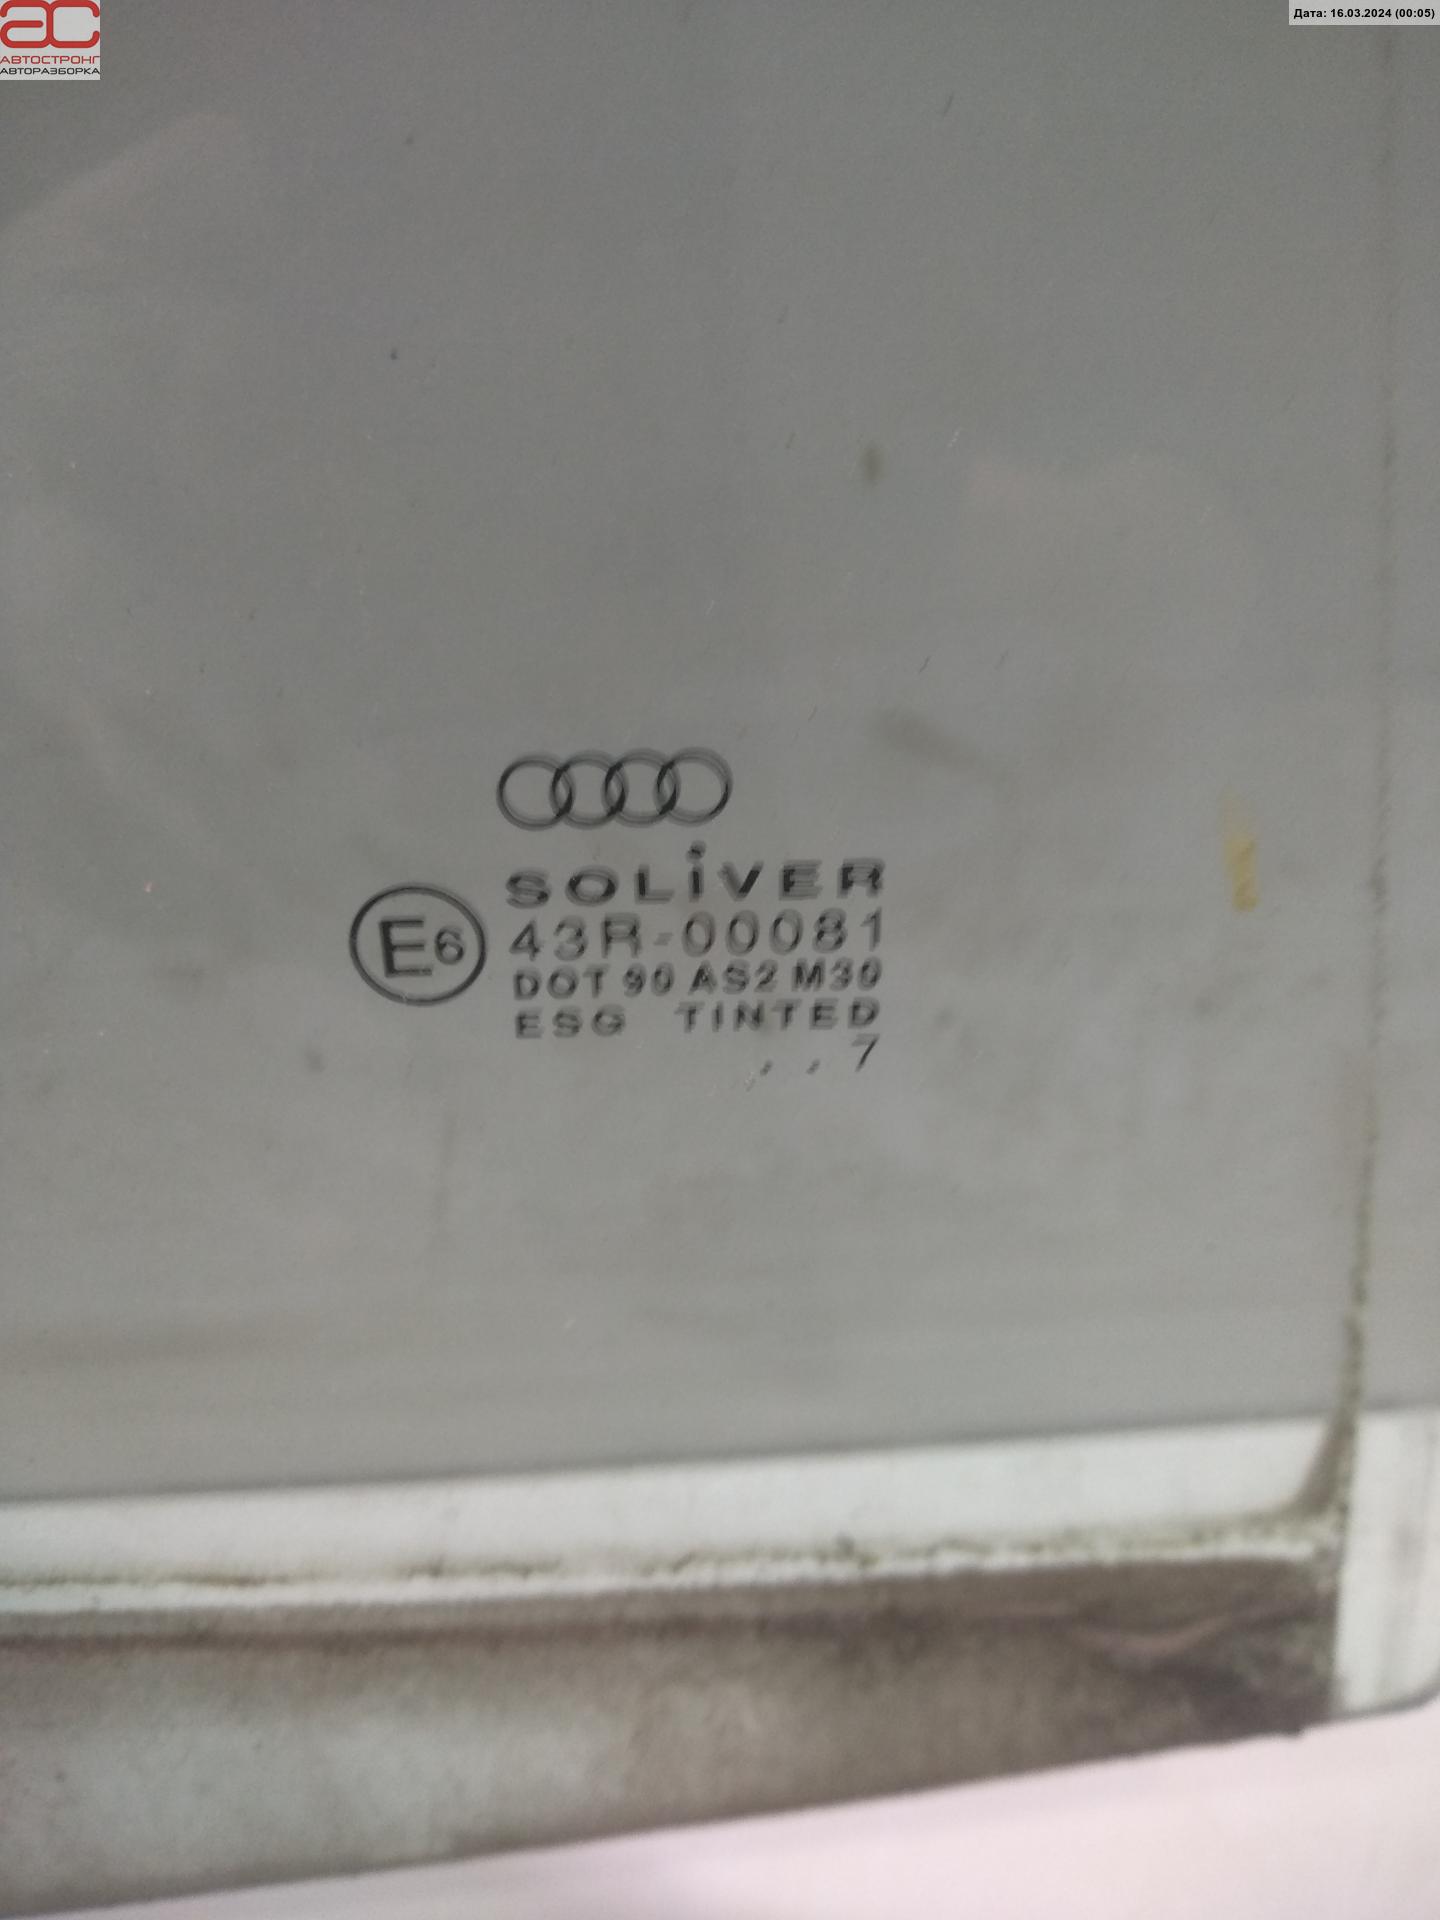 АВТОСТРОНГ
АВТОРАЗБОРКА
Дата: 16.03.2024 (00:05)
SOLiVER
E6
43R-00081
DOT 90 AS2 M30
ESG TINTED
. . 7